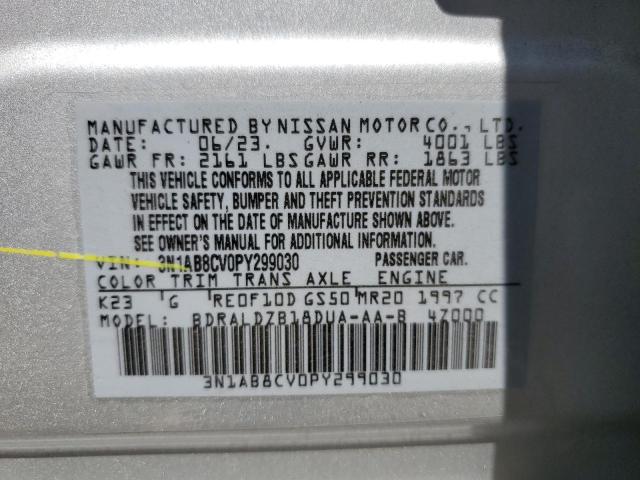 MANUFACTURED BY NISSAN MOTOR CO., LTD.
DATE: 06/23. GVWR: 4001 LBS
GAWR FR: 2161 LBS GAWR RR: 1863 LBS
THIS VEHICLE CONFORMS TO ALL APPLICABLE FEDERAL MOTOR
VEHICLE SAFETY, BUMPER AND THEFT PREVENTION STANDARDS
IN EFFECT ON THE DATE OF MANUFACTURE SHOWN ABOVE.
SEE OWNER'S MANUAL FOR ADDITIONAL INFORMATION.
VIN: 3N1AB8CV0PY299030 PASSENGER CAR.
COLOR TRIM TRANS AXLE ENGINE
K23 G RE0F10D GS50 MR20 1997 CC
MODEL: BDRALDZB18DUA-AA-B 4Z000
3N1AB8CV0PY299030